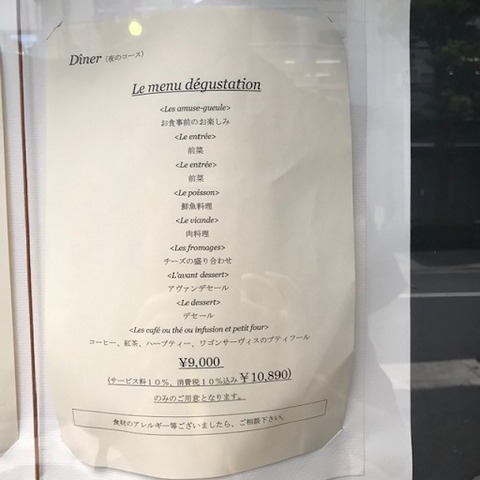 Dîner（夜のコース）
Le menu dégustation
<Les amuse-gueule>
お食事前のお楽しみ
<Le entrée>
前菜
<Le entrée>
前菜
<Le poisson>
鮮魚料理
<Le viande>
肉料理
<Les fromages>
チーズの盛り合わせ
<L'avant dessert>
アヴァンデセール
<Le dessert>
デセール
<Les café ou thé ou infusion et petit four>
コーヒー、紅茶、ハーブティー、ワゴンサーヴィスのプティフール
¥9,000
(サービス料１０％、消費税１０％込み ￥10,890)
のみのご用意となります。
食材のアレルギー等ございましたら、ご相談下さい。